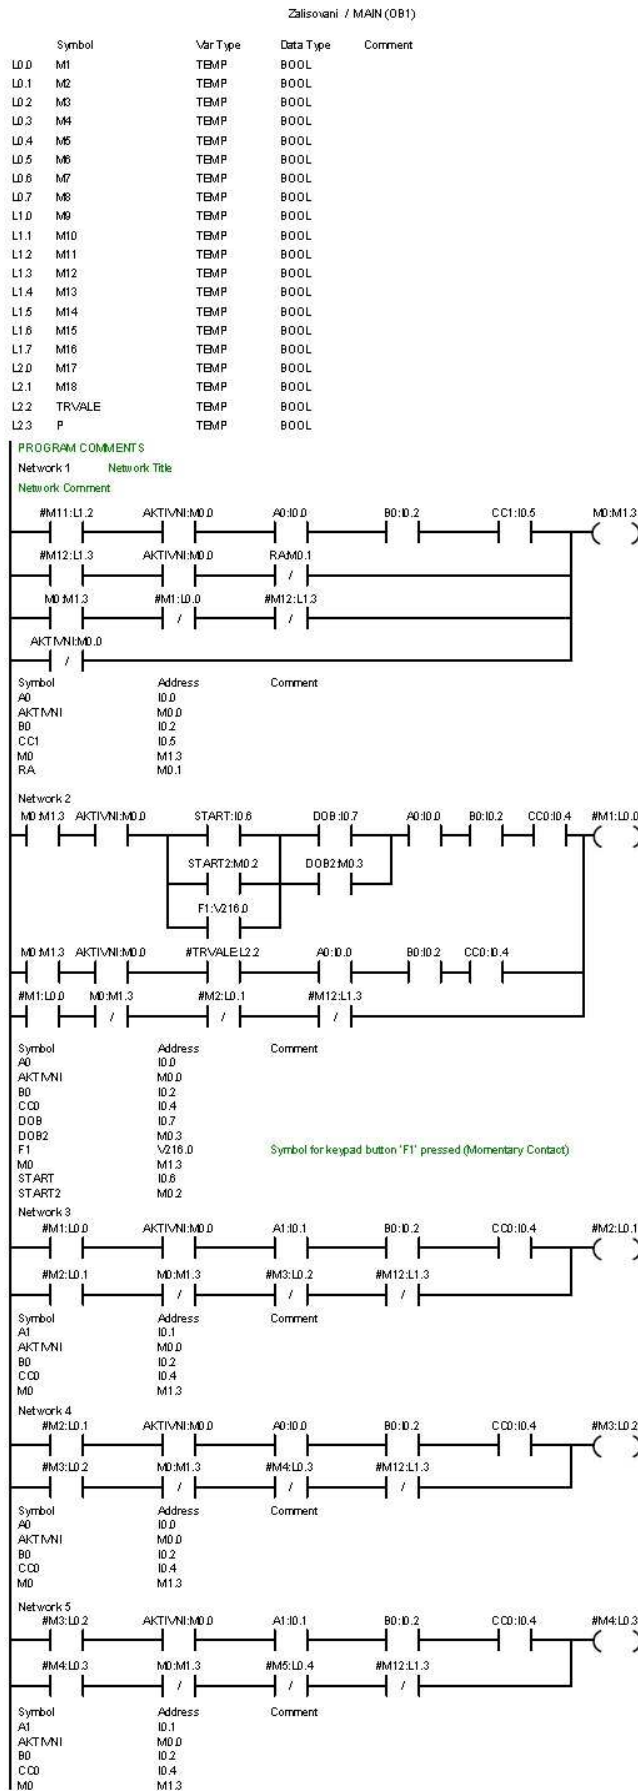 Zalisovani / MAIN (OB1)
Symbol Var Type Data Type Comment
L0.0 M1 TEMP BOOL
L0.1 M2 TEMP BOOL
L0.2 M3 TEMP BOOL
L0.3 M4 TEMP BOOL
L0.4 M5 TEMP BOOL
L0.5 M6 TEMP BOOL
L0.6 M7 TEMP BOOL
L0.7 M8 TEMP BOOL
L1.0 M9 TEMP BOOL
L1.1 M10 TEMP BOOL
L1.2 M11 TEMP BOOL
L1.3 M12 TEMP BOOL
L1.4 M13 TEMP BOOL
L1.5 M14 TEMP BOOL
L1.6 M15 TEMP BOOL
L1.7 M16 TEMP BOOL
L2.0 M17 TEMP BOOL
L2.1 M18 TEMP BOOL
L2.2 TRVALE TEMP BOOL
L2.3 P TEMP BOOL
PROGRAM COMMENTS
Network 1 Network Title
Network Comment
#M11:L1.2 AKTIVNI:M0.0 A0:I0.0 B0:I0.2 CC1:I0.5 M0:M1.3
#M12:L1.3 AKTIVNI:M0.0 RA:M0.1
/
M0:M1.3 #M1:L0.0 #M12:L1.3
/ /
AKTIVNI:M0.0
/
Symbol Address Comment
A0 I0.0
AKTIVNI M0.0
B0 I0.2
CC1 I0.5
M0 M1.3
RA M0.1
Network 2
M0:M1.3 AKTIVNI:M0.0 START:I0.6 DOB:I0.7 A0:I0.0 B0:I0.2 CC0:I0.4 #M1:L0.0
START2:M0.2 DOB2:M0.3
F1:V216.0
M0:M1.3 AKTIVNI:M0.0 #TRVALE:L2.2 A0:I0.0 B0:I0.2 CC0:I0.4
#M1:L0.0 M0:M1.3 #M2:L0.1 #M12:L1.3
/ / /
Symbol Address Comment
A0 I0.0
AKTIVNI M0.0
B0 I0.2
CC0 I0.4
DOB I0.7
DOB2 M0.3
F1 V216.0 Symbol for keypad button 'F1' pressed (Momentary Contact)
M0 M1.3
START I0.6
START2 M0.2
Network 3
#M1:L0.0 AKTIVNI:M0.0 A1:I0.1 B0:I0.2 CC0:I0.4 #M2:L0.1
#M2:L0.1 M0:M1.3 #M3:L0.2 #M12:L1.3
/ / /
Symbol Address Comment
A1 I0.1
AKTIVNI M0.0
B0 I0.2
CC0 I0.4
M0 M1.3
Network 4
#M2:L0.1 AKTIVNI:M0.0 A0:I0.0 B0:I0.2 CC0:I0.4 #M3:L0.2
#M3:L0.2 M0:M1.3 #M4:L0.3 #M12:L1.3
/ / /
Symbol Address Comment
A0 I0.0
AKTIVNI M0.0
B0 I0.2
CC0 I0.4
M0 M1.3
Network 5
#M3:L0.2 AKTIVNI:M0.0 A1:I0.1 B0:I0.2 CC0:I0.4 #M4:L0.3
#M4:L0.3 M0:M1.3 #M5:L0.4 #M12:L1.3
/ / /
Symbol Address Comment
A1 I0.1
AKTIVNI M0.0
B0 I0.2
CC0 I0.4
M0 M1.3